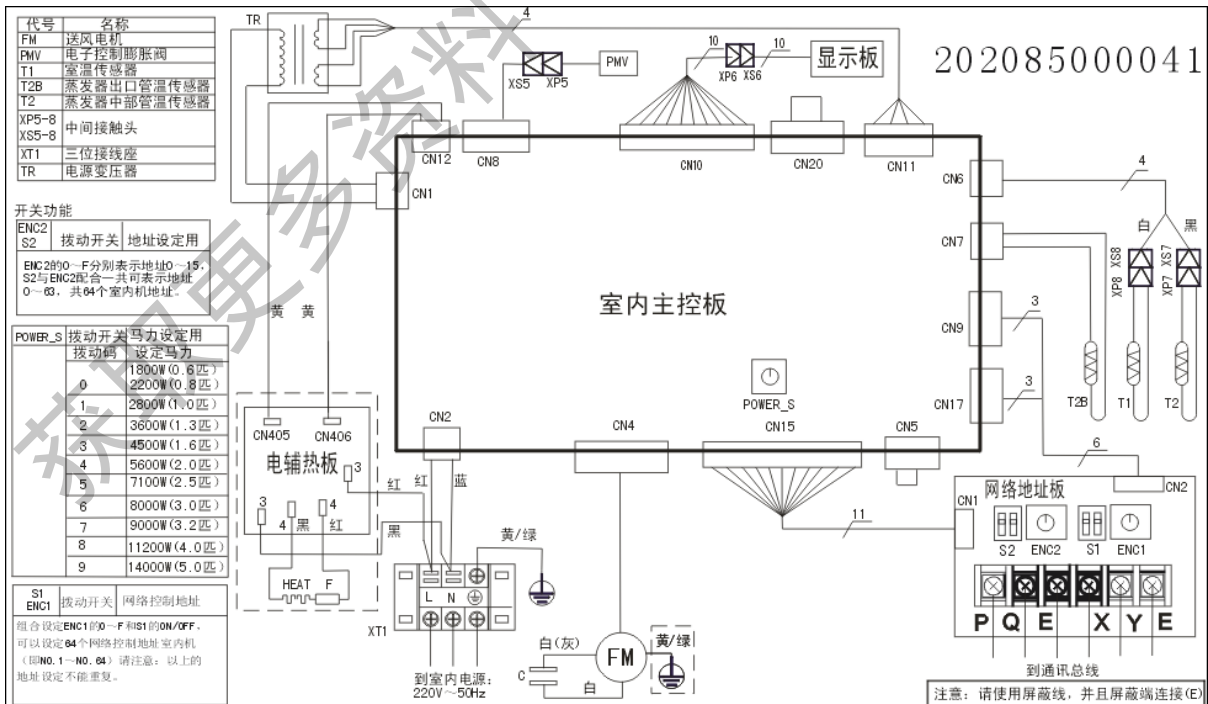 代号 名称
FM 送风电机
PMV 电子控制膨胀阀
T1 室温传感器
T2B 蒸发器出口管温传感器
T2 蒸发器中部管温传感器
XP5-8
XS5-8 中间接触头
XT1 三位接线座
TR 电源变压器
开关功能
ENC2
S2 拨动开关 地址设定用
ENC2的0～F分别表示地址0～15，
S2与ENC2配合一共可表示地址
0～63，共64个室内机地址。
POWER_S 拨动开关 马力设定用
拨动码 设定马力
1800W(0.6匹)
0 2200W(0.8匹)
1 2800W(1.0匹)
2 3600W(1.3匹)
3 4500W(1.6匹)
4 5600W(2.0匹)
5 7100W(2.5匹)
6 8000W(3.0匹)
7 9000W(3.2匹)
8 11200W(4.0匹)
9 14000W(5.0匹)
S1
ENC1 拨动开关 网络控制地址
组合设定ENC1的0～F和S1的ON/OFF，
可以设定64个网络控制地址室内机
（即NO.1～NO.64）请注意：以上的
地址设定不能重复。
TR
4
XS5 XP5
PMV
10
XP6 XS6
10
显示板
202085000041
CN12
CN8
CN10
CN20
CN11
CN1
CN6
4
白
黑
CN7
XP8 XS8
XP7 XS7
室内主控板
CN9
3
CN17
3
T2B
T1
T2
POWER_S
CN2
CN4
CN15
CN5
黄 黄
CN405
CN406
电辅热板
3
3
4
黑
4
红
HEAT F
红
红
蓝
黑
黄/绿
L N
XT1
到室内电源:
220V～50Hz
白(灰)
C
白
FM
黄/绿
11
6
CN1
网络地址板
CN2
S2 ENC2 S1 ENC1
P Q E X Y E
到通讯总线
注意：请使用屏蔽线，并且屏蔽端连接(E)
获取更多资料